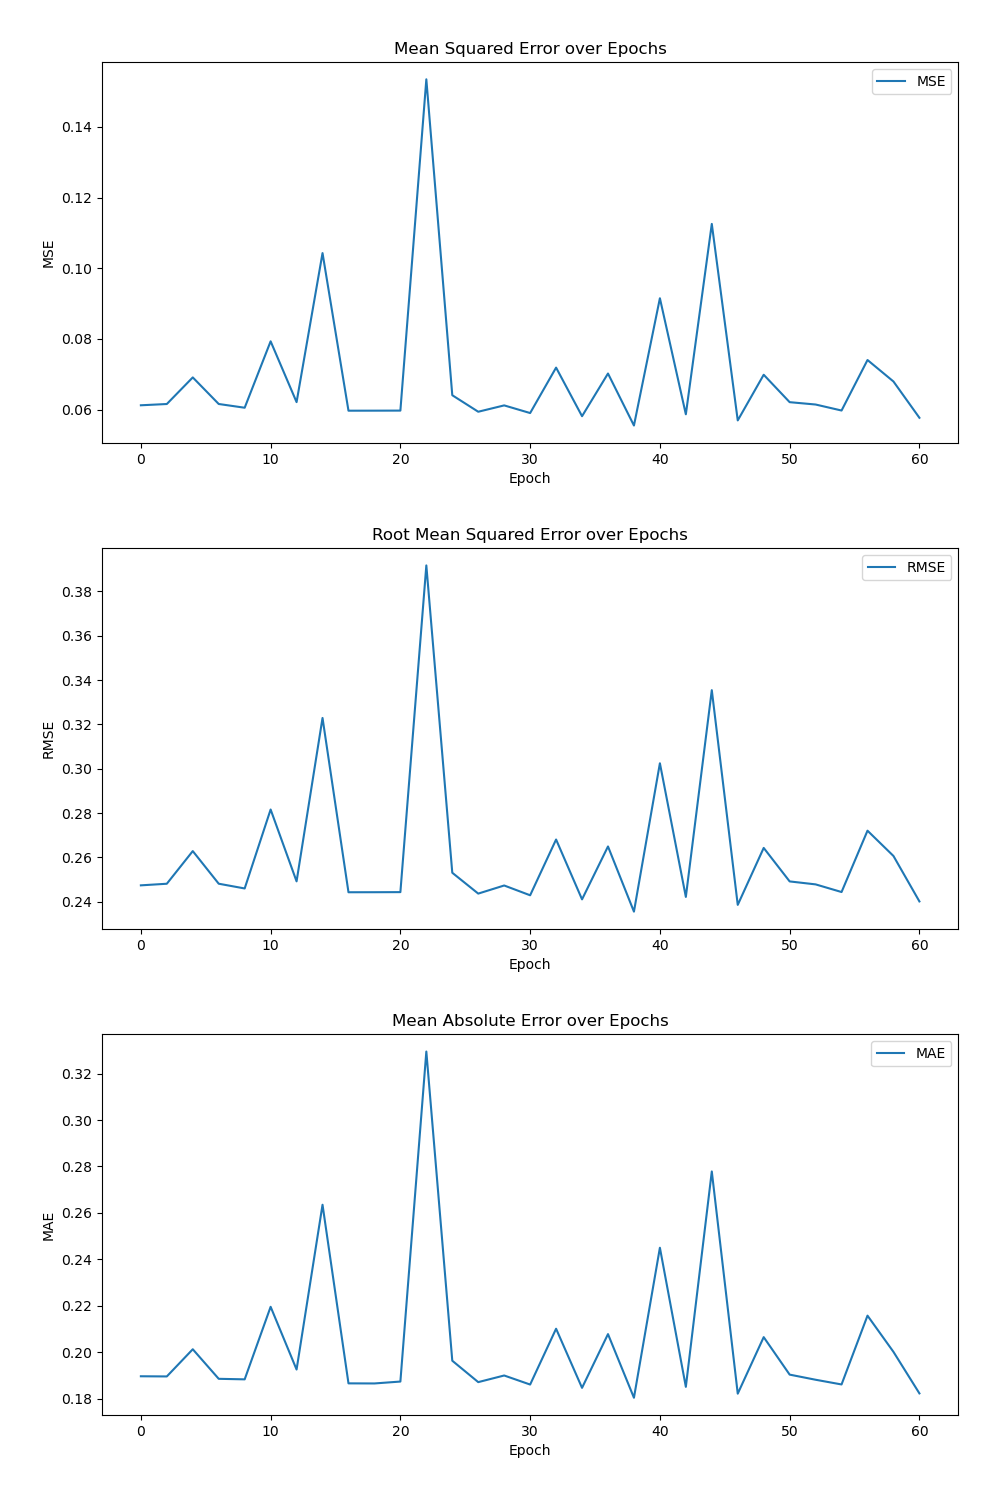 Mean Squared Error over Epochs
MSE
0.14
0.12
0.10
0.08
0.06
MSE
0 10 20 30 40 50 60
Epoch
Root Mean Squared Error over Epochs
RMSE
0.38
0.36
0.34
0.32
0.30
0.28
0.26
0.24
RMSE
0 10 20 30 40 50 60
Epoch
Mean Absolute Error over Epochs
MAE
0.32
0.30
0.28
0.26
0.24
0.22
0.20
0.18
MAE
0 10 20 30 40 50 60
Epoch